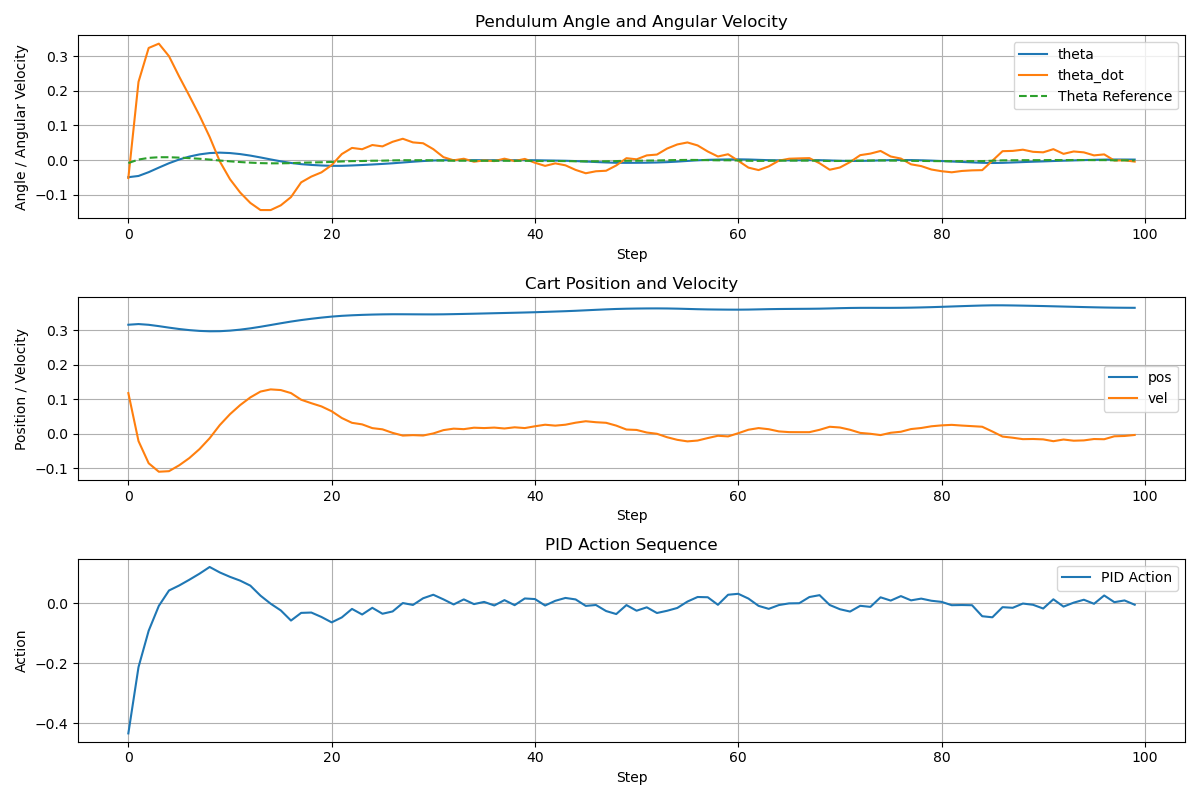 Pendulum Angle and Angular Velocity
Angle / Angular Velocity
0.3
0.2
0.1
0.0
−0.1
theta
theta_dot
Theta Reference
0 20 40 60 80 100
Step
Cart Position and Velocity
Position / Velocity
0.3
0.2
0.1
0.0
−0.1
pos
vel
0 20 40 60 80 100
Step
PID Action Sequence
Action
0.0
−0.2
−0.4
PID Action
0 20 40 60 80 100
Step